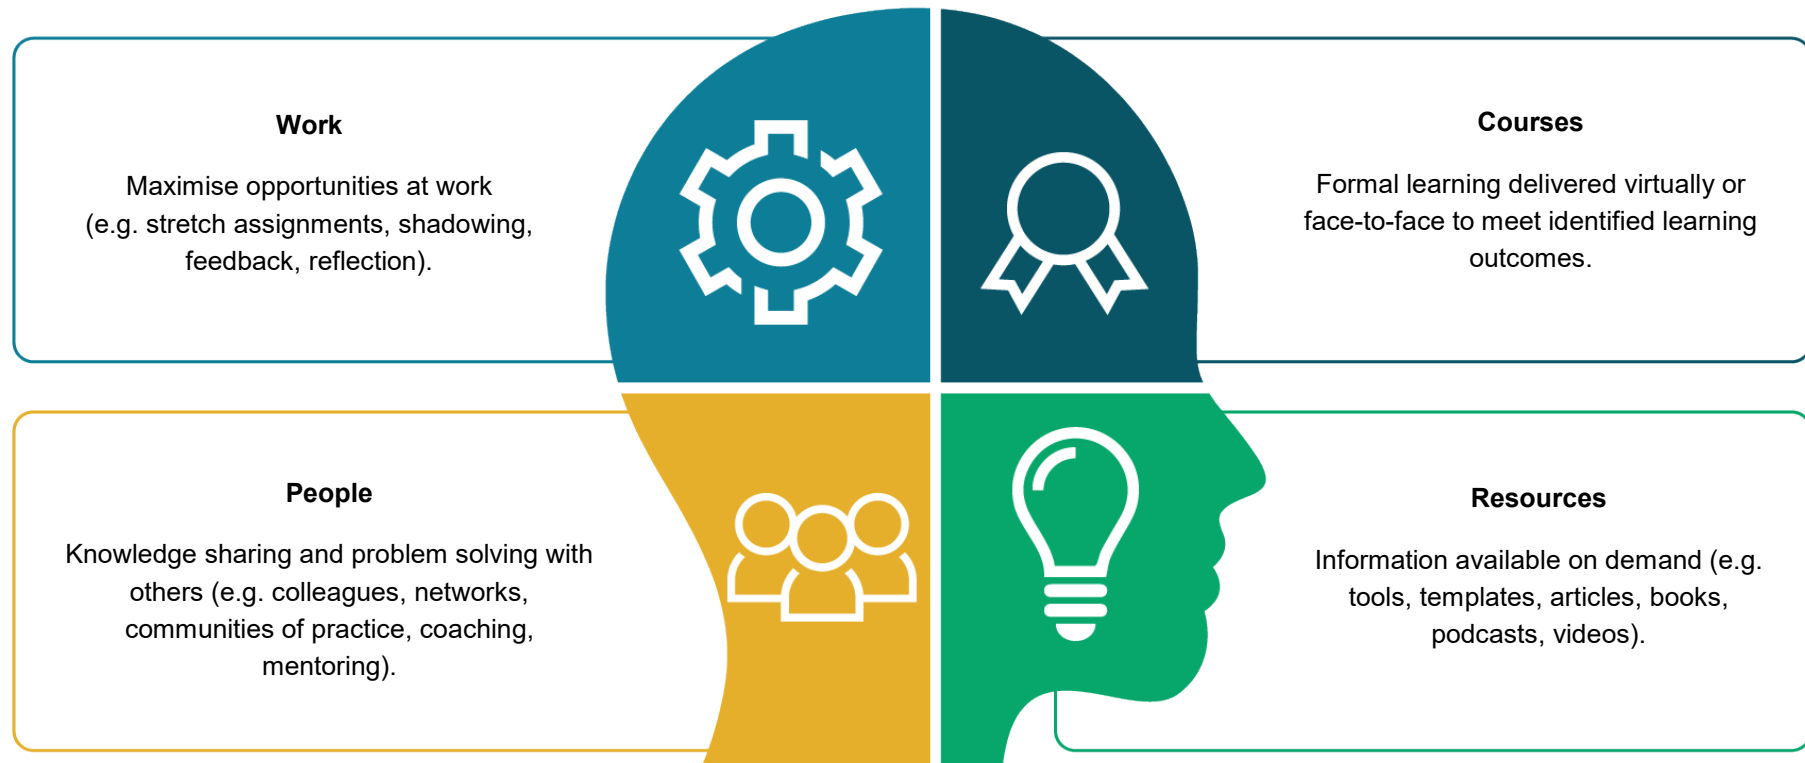 Work
Maximise opportunities at work
(e.g. stretch assignments, shadowing,
feedback, reflection).
Courses
Formal learning delivered virtually or
face-to-face to meet identified learning
outcomes.
People
Knowledge sharing and problem solving with
others (e.g. colleagues, networks,
communities of practice, coaching,
mentoring).
Resources
Information available on demand (e.g.
tools, templates, articles, books,
podcasts, videos).